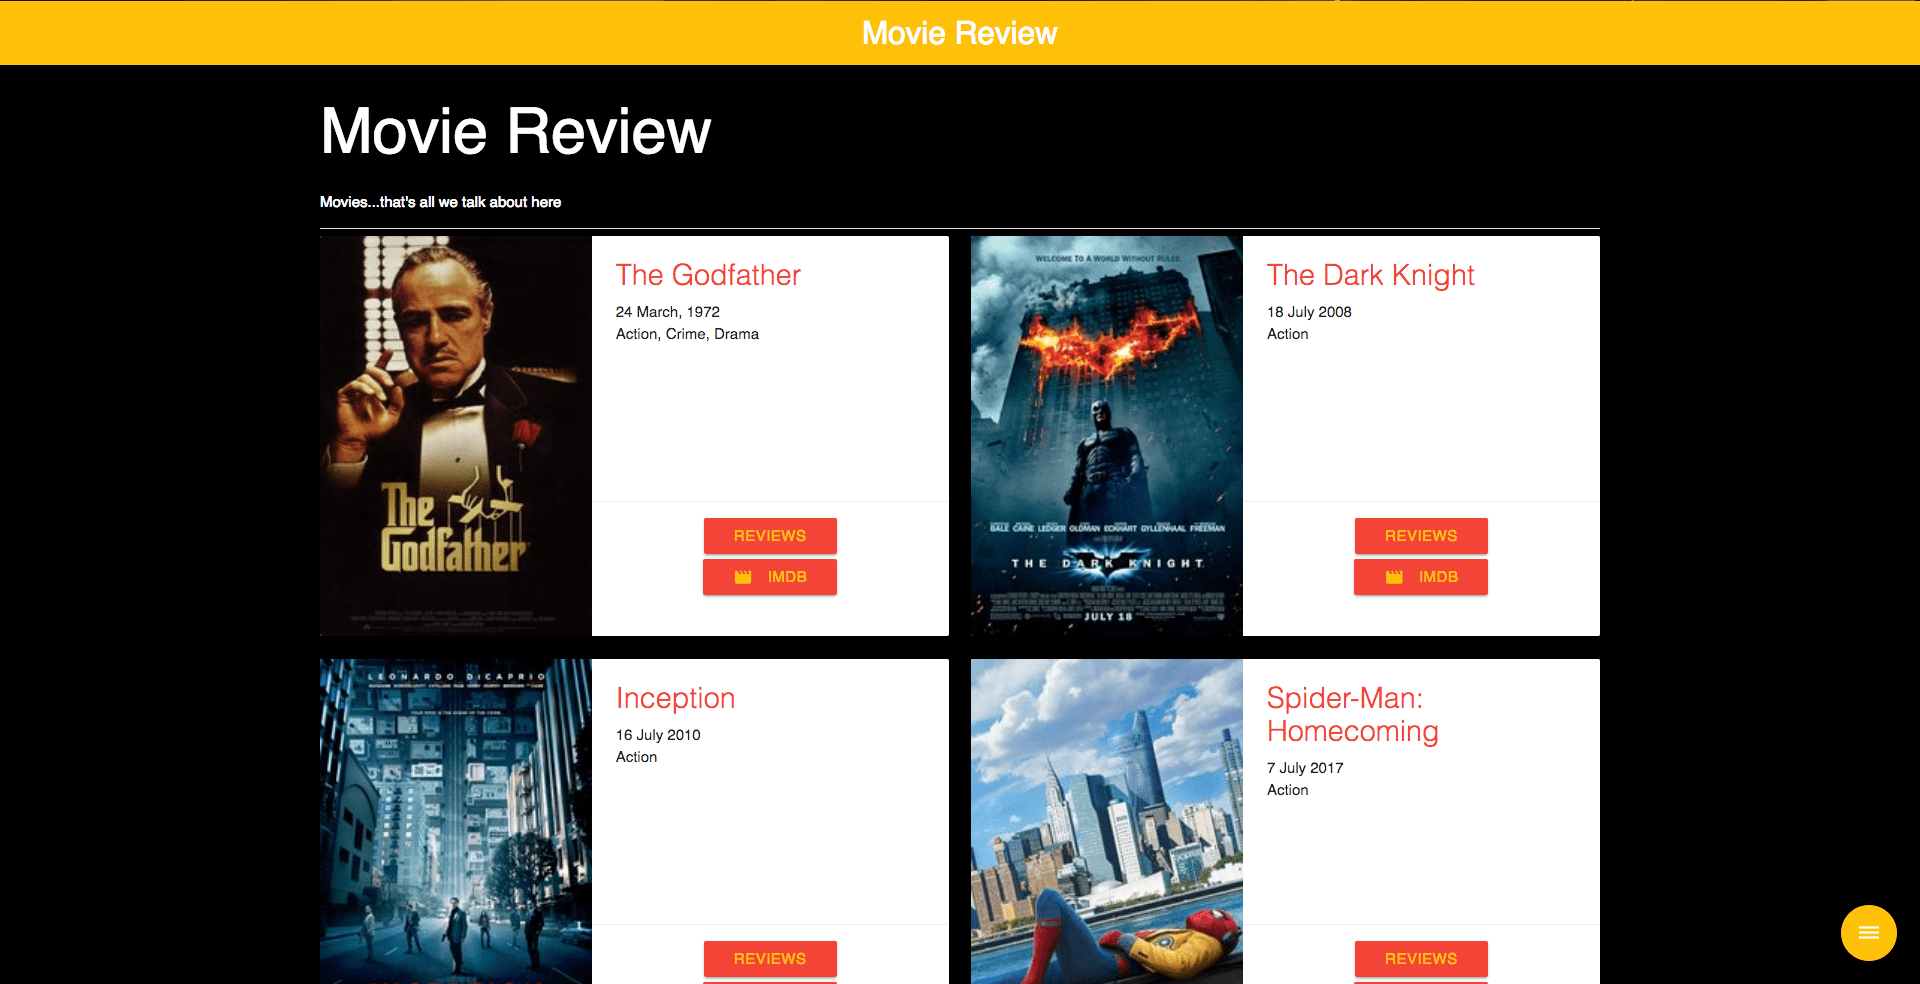 Movie Review
Movie Review
Movies...that's all we talk about here
The Godfather
24 March, 1972
Action, Crime, Drama
The
Godfather
REVIEWS
IMDB
WELCOME TO A WORLD WITHOUT RULES.
BALE CAINE LEDGER OLDMAN ECKHART GYLLENHAAL FREEMAN
THE DARK KNIGHT
JULY 18
The Dark Knight
18 July 2008
Action
REVIEWS
IMDB
LEONARDO DICAPRIO
Inception
16 July 2010
Action
REVIEWS
Spider-Man:
Homecoming
7 July 2017
Action
REVIEWS